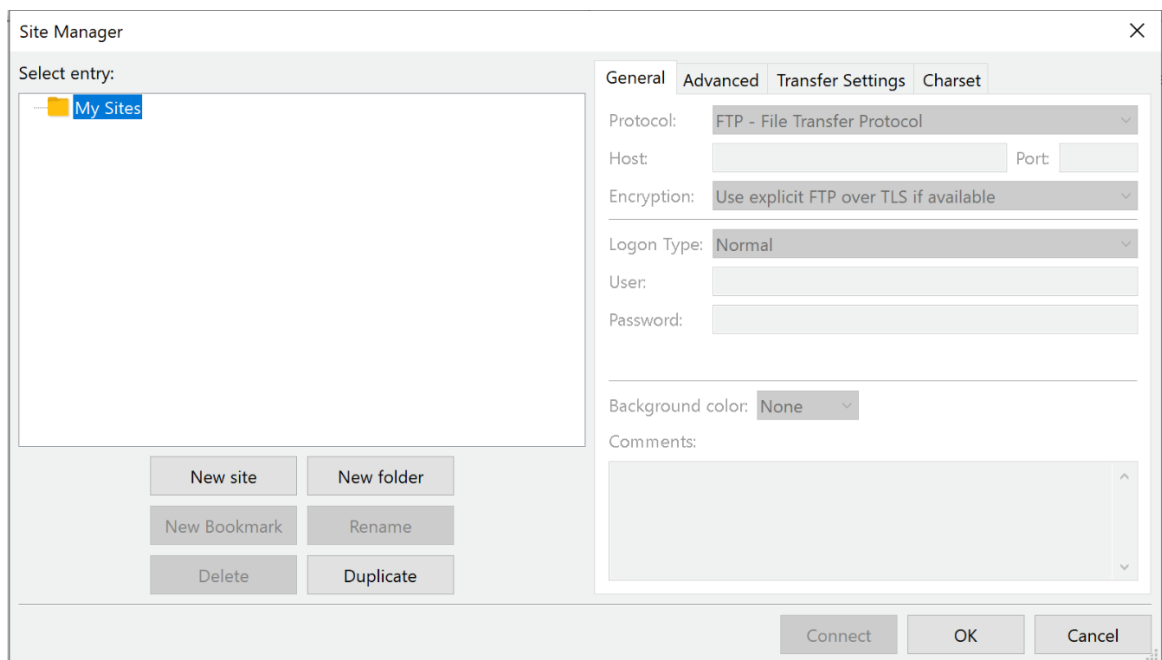 Site Manager
Select entry:
My Sites
New site New folder
New Bookmark Rename
Delete Duplicate
General Advanced Transfer Settings Charset
Protocol: FTP - File Transfer Protocol
Host: Port:
Encryption: Use explicit FTP over TLS if available
Logon Type: Normal
User:
Password:
Background color: None
Comments:
Connect OK Cancel